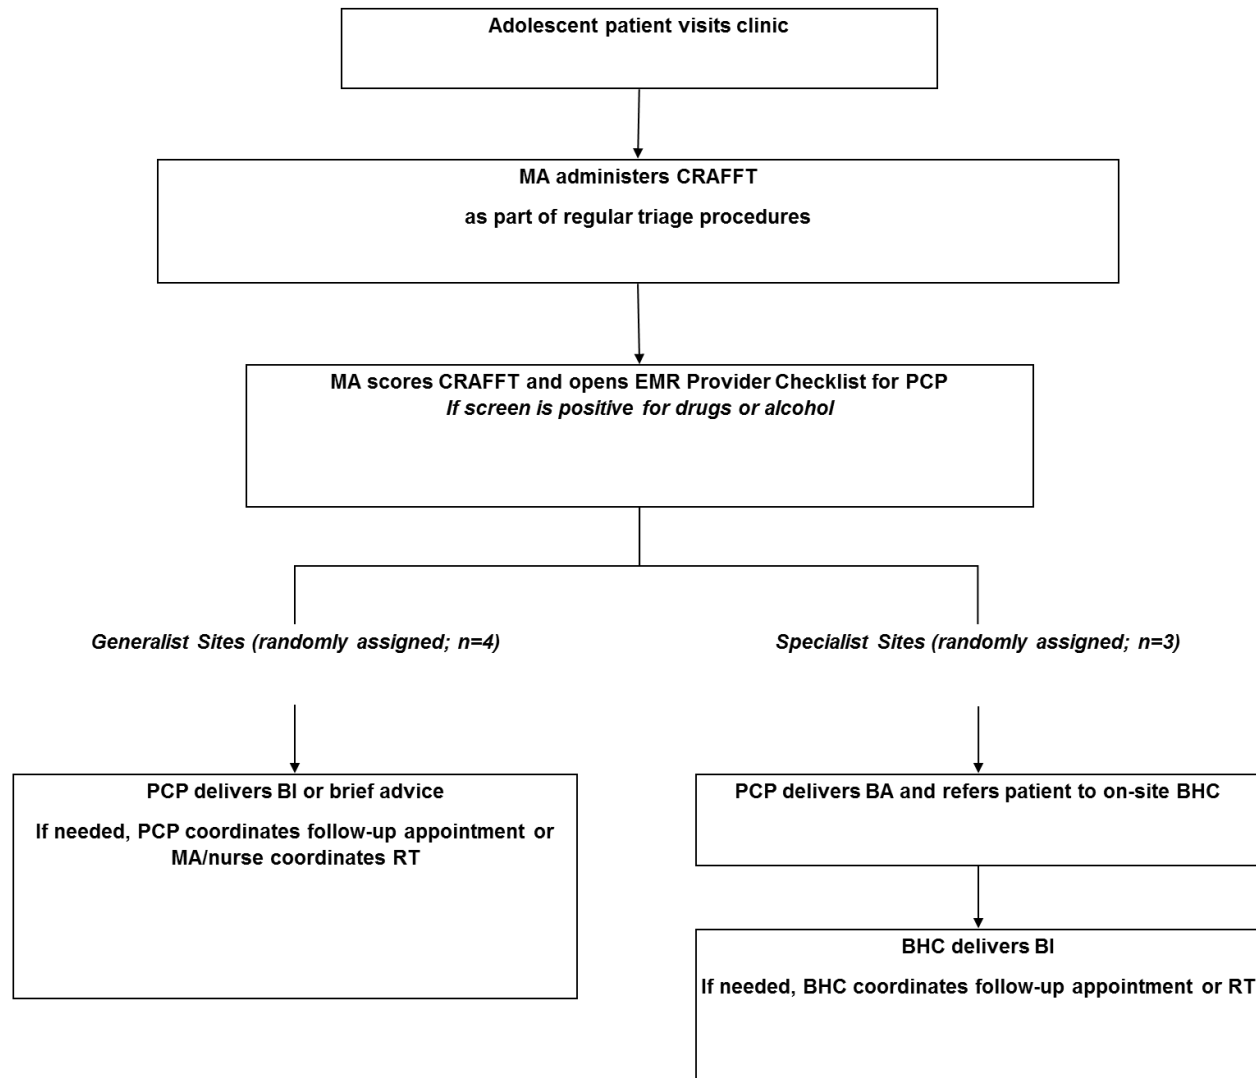 Adolescent patient visits clinic
MA administers CRAFFT
as part of regular triage procedures
MA scores CRAFFT and opens EMR Provider Checklist for PCP
If screen is positive for drugs or alcohol
Generalist Sites (randomly assigned; n=4)
Specialist Sites (randomly assigned; n=3)
PCP delivers BI or brief advice
If needed, PCP coordinates follow-up appointment or
MA/nurse coordinates RT
PCP delivers BA and refers patient to on-site BHC
BHC delivers BI
If needed, BHC coordinates follow-up appointment or RT